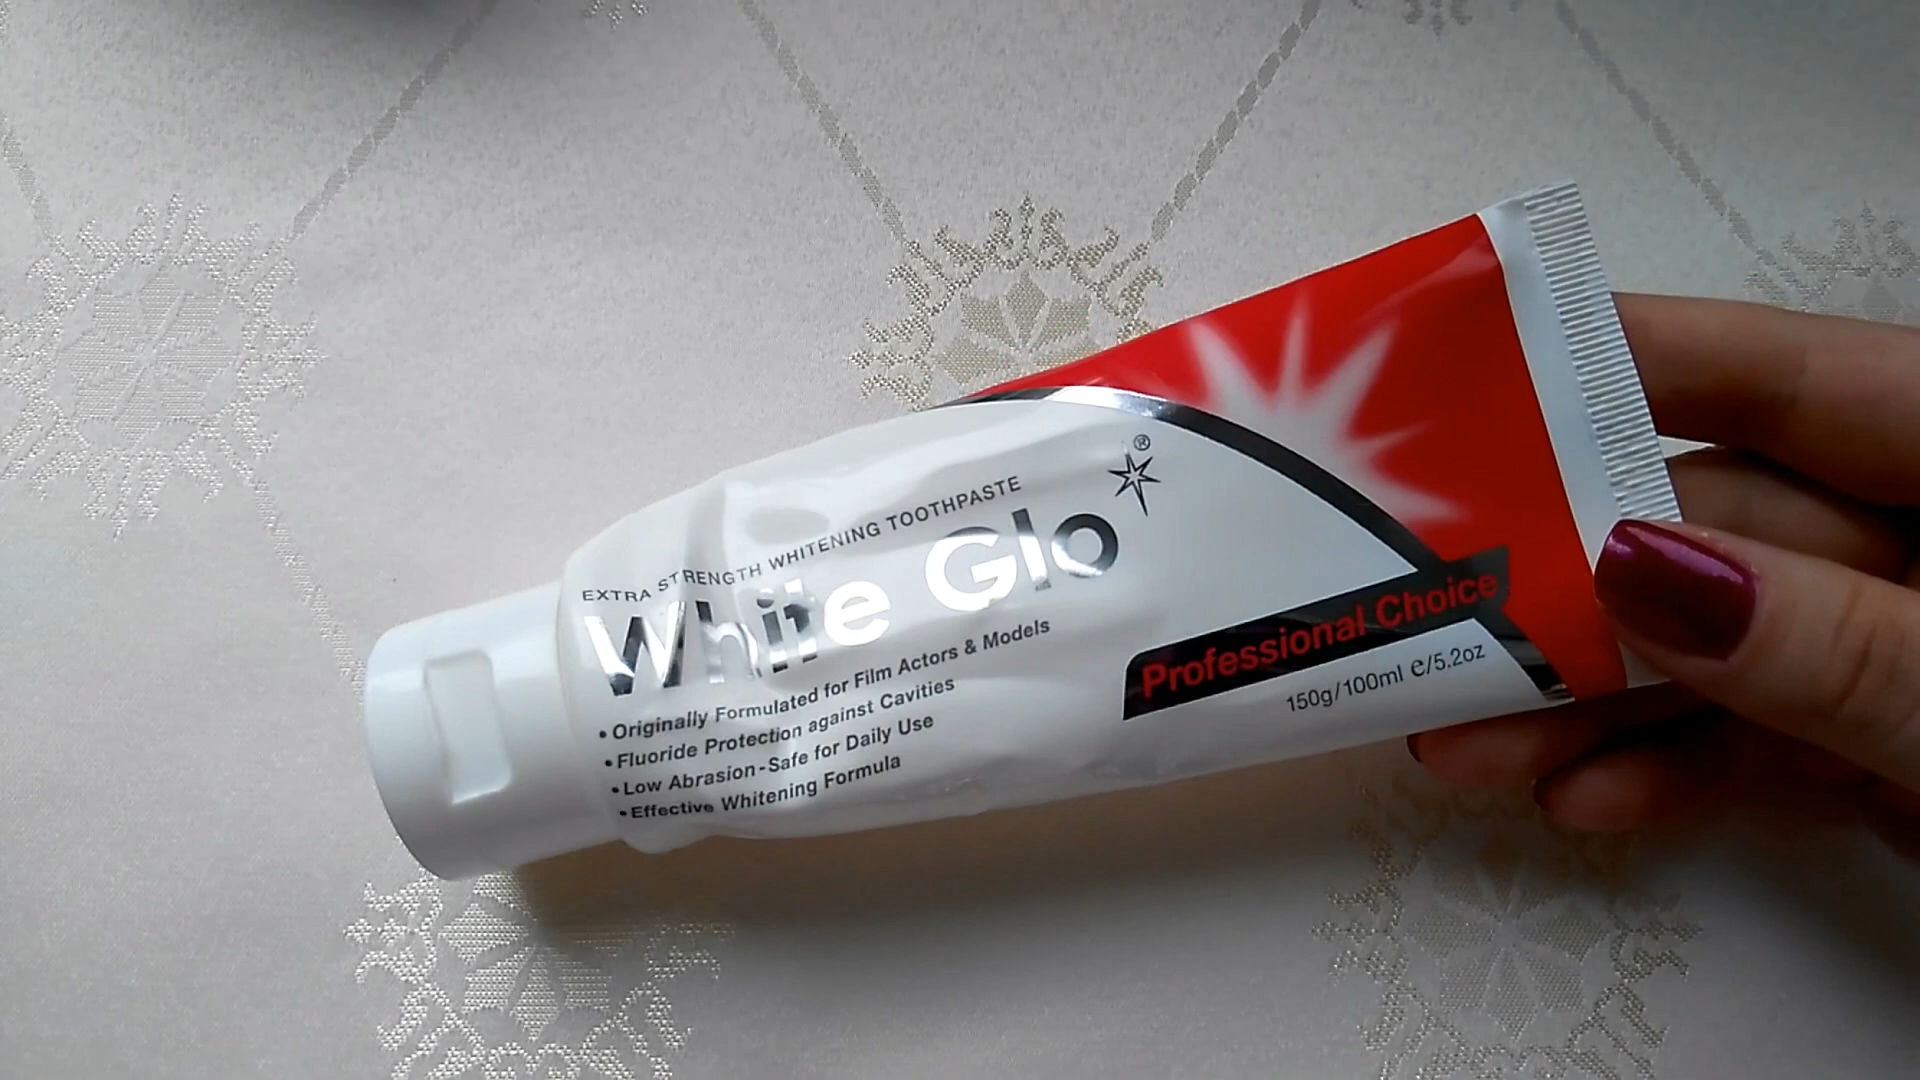 EXTRA STRENGTH WHITENING TOOTHPASTE
White Glo®
• Originally Formulated for Film Actors & Models
• Fluoride Protection against Cavities
• Low Abrasion-Safe for Daily Use
• Effective Whitening Formula
Professional Choice
150g/100ml e/5.2oz